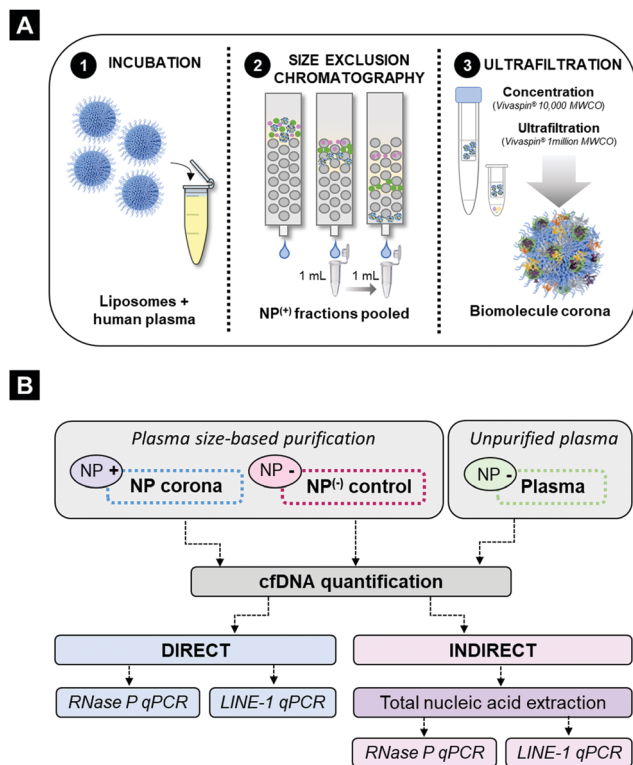 A
1 INCUBATION
Liposomes +
human plasma
2 SIZE EXCLUSION
CHROMATOGRAPHY
1 mL 1 mL
NP(+) fractions pooled
3 ULTRAFILTRATION
Concentration
(Vivaspin® 10,000 MWCO)
Ultrafiltration
(Vivaspin® 1million MWCO)
Biomolecule corona
B
Plasma size-based purification
NP +
NP corona
NP -
NP(-) control
Unpurified plasma
NP -
Plasma
cfDNA quantification
DIRECT
INDIRECT
RNase P qPCR
LINE-1 qPCR
Total nucleic acid extraction
RNase P qPCR
LINE-1 qPCR